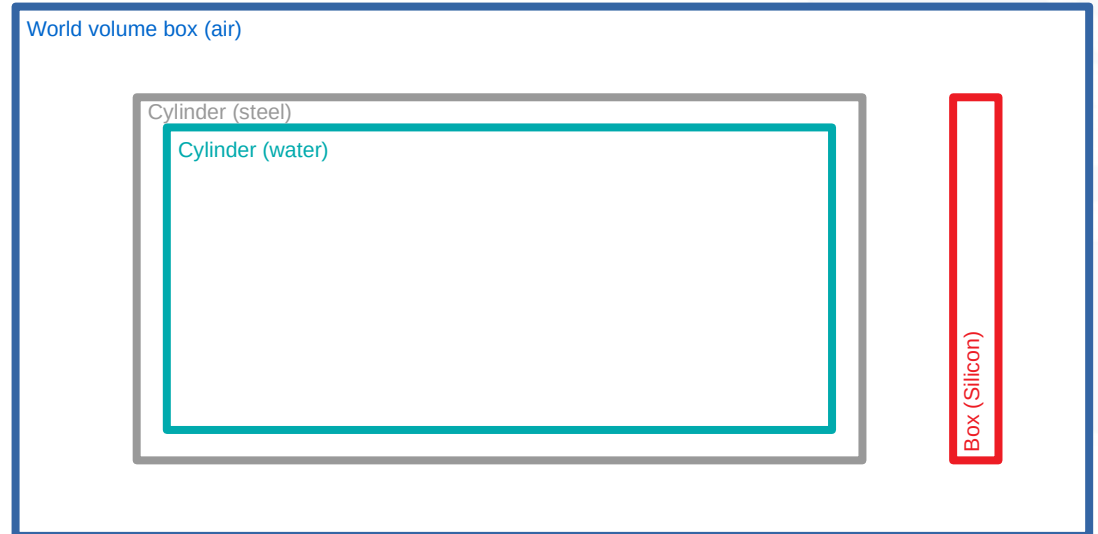 World volume box (air)
Cylinder (steel)
Cylinder (water)
Box (Silicon)